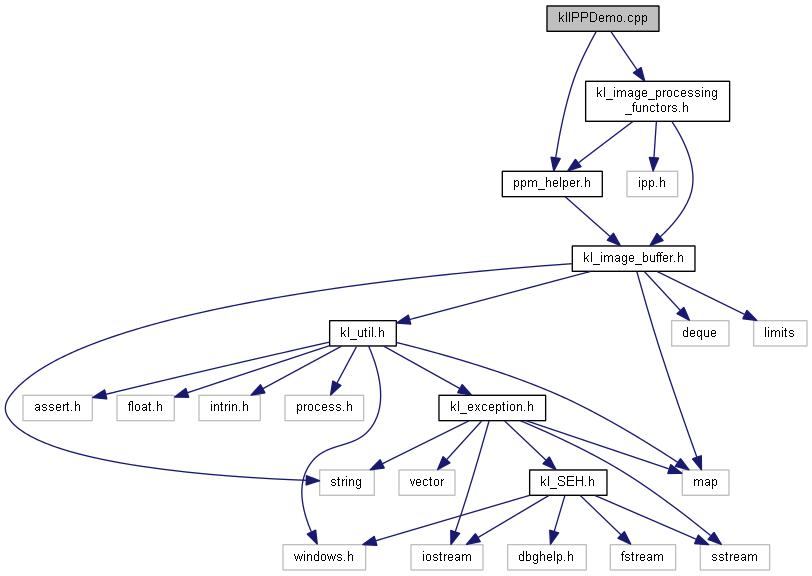 klIPPDemo.cpp
kl_image_processing
_functors.h
ppm_helper.h
ipp.h
kl_image_buffer.h
kl_util.h
deque
limits
assert.h
float.h
intrin.h
process.h
kl_exception.h
string
vector
kl_SEH.h
map
windows.h
iostream
dbghelp.h
fstream
sstream